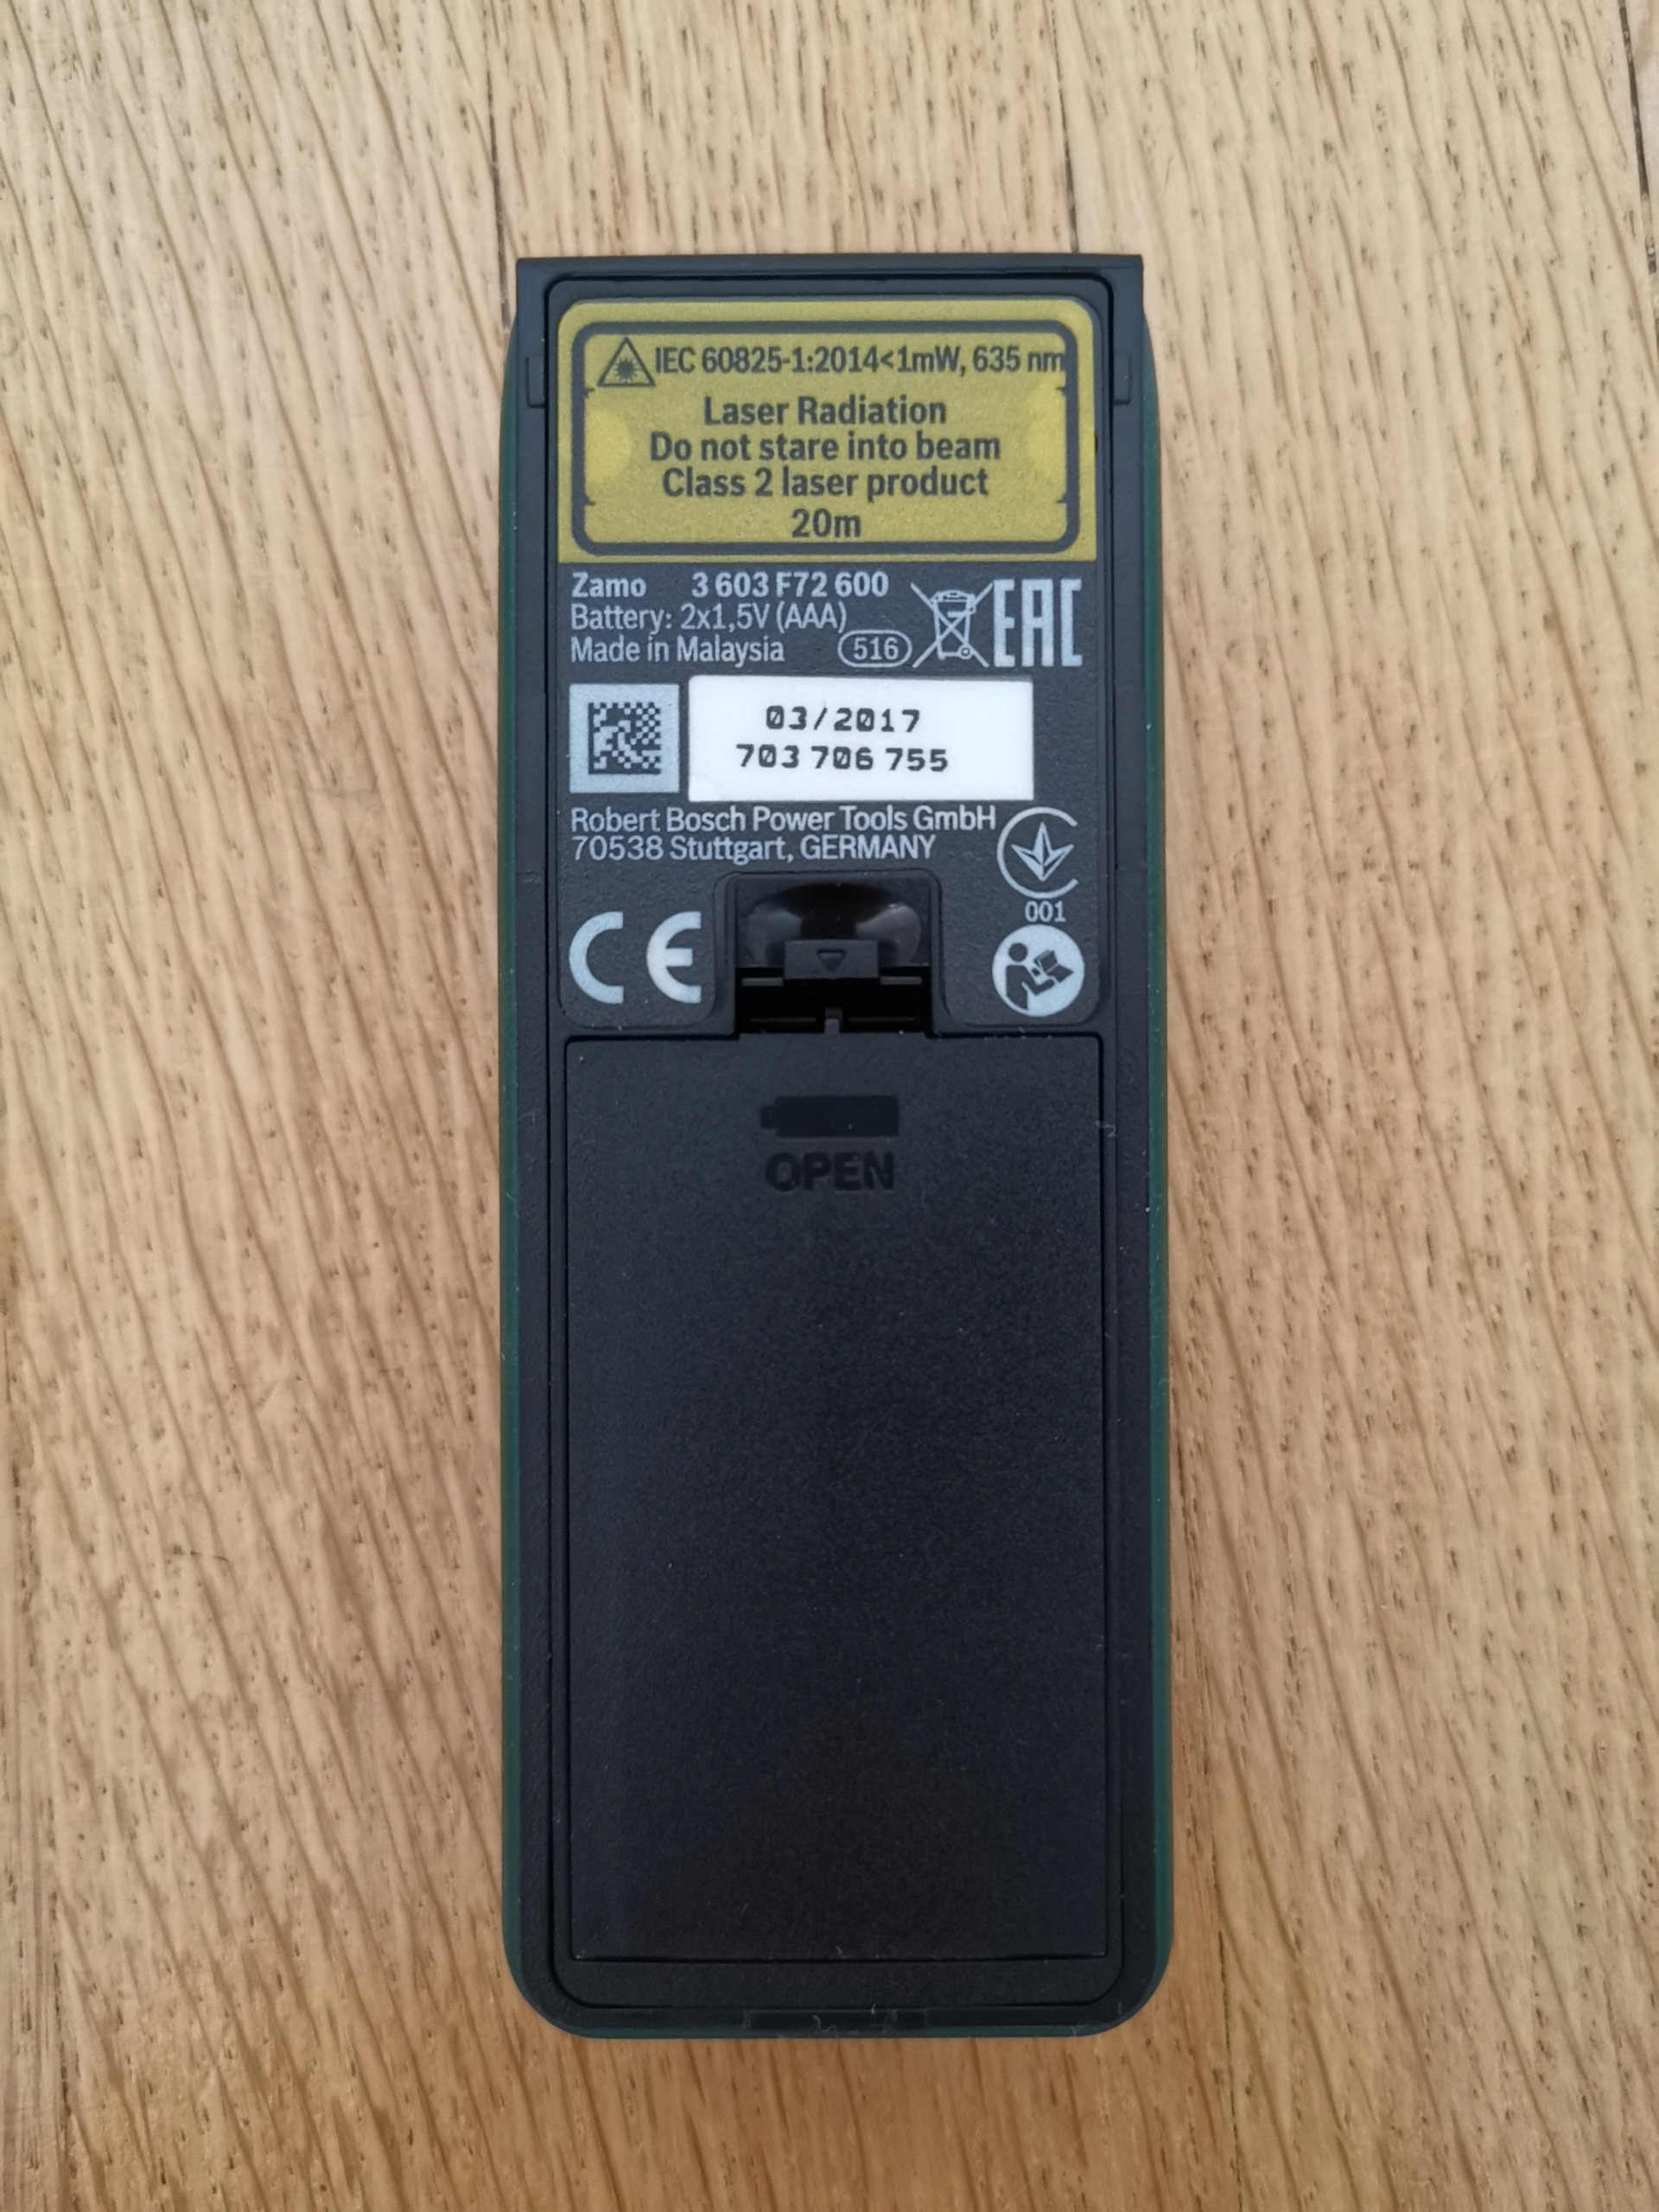 IEC 60825-1:2014<1mW, 635 nm
Laser Radiation
Do not stare into beam
Class 2 laser product
20m
Zamo 3 603 F72 600
Battery: 2x1,5V (AAA)
Made in Malaysia 516 EAC
03/2017
703 706 755
Robert Bosch Power Tools GmbH
70538 Stuttgart, GERMANY
001
CE
OPEN